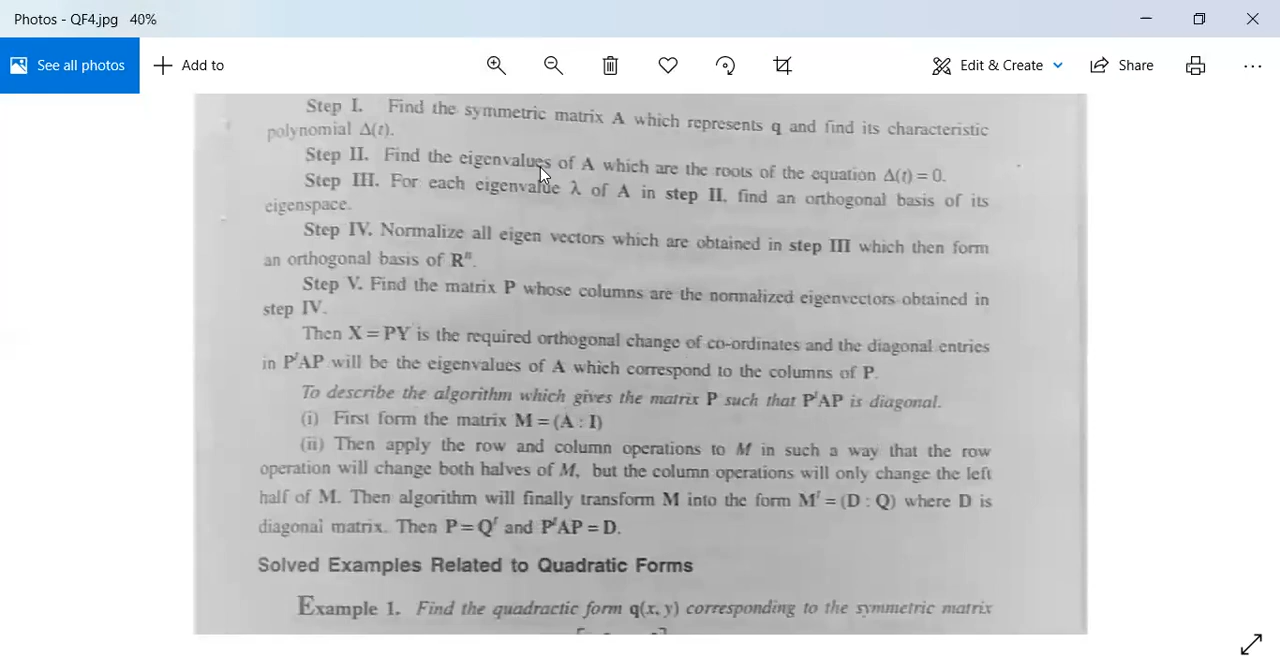 Photos - QF4.jpg 40%
See all photos
Add to
Edit & Create
Share
Step I. Find the symmetric matrix A which represents q and find its characteristic
polynomial Δ(t).
Step II. Find the eigenvalues of A which are the roots of the equation Δ(t) = 0.
Step III. For each eigenvalue λ of A in step II, find an orthogonal basis of its
eigenspace.
Step IV. Normalize all eigen vectors which are obtained in step III which then form
an orthogonal basis of Rⁿ.
Step V. Find the matrix P whose columns are the normalized eigenvectors obtained in
step IV.
Then X = PY is the required orthogonal change of co-ordinates and the diagonal entries
in PᵗAP will be the eigenvalues of A which correspond to the columns of P.
To describe the algorithm which gives the matrix P such that PᵗAP is diagonal.
(i) First form the matrix M = (A : I)
(ii) Then apply the row and column operations to M in such a way that the row
operation will change both halves of M, but the column operations will only change the left
half of M. Then algorithm will finally transform M into the form M′ = (D : Q) where D is
diagonal matrix. Then P = Qᵗ and PᵗAP = D.
Solved Examples Related to Quadratic Forms
Example 1. Find the quadractic form q(x, y) corresponding to the symmetric matrix